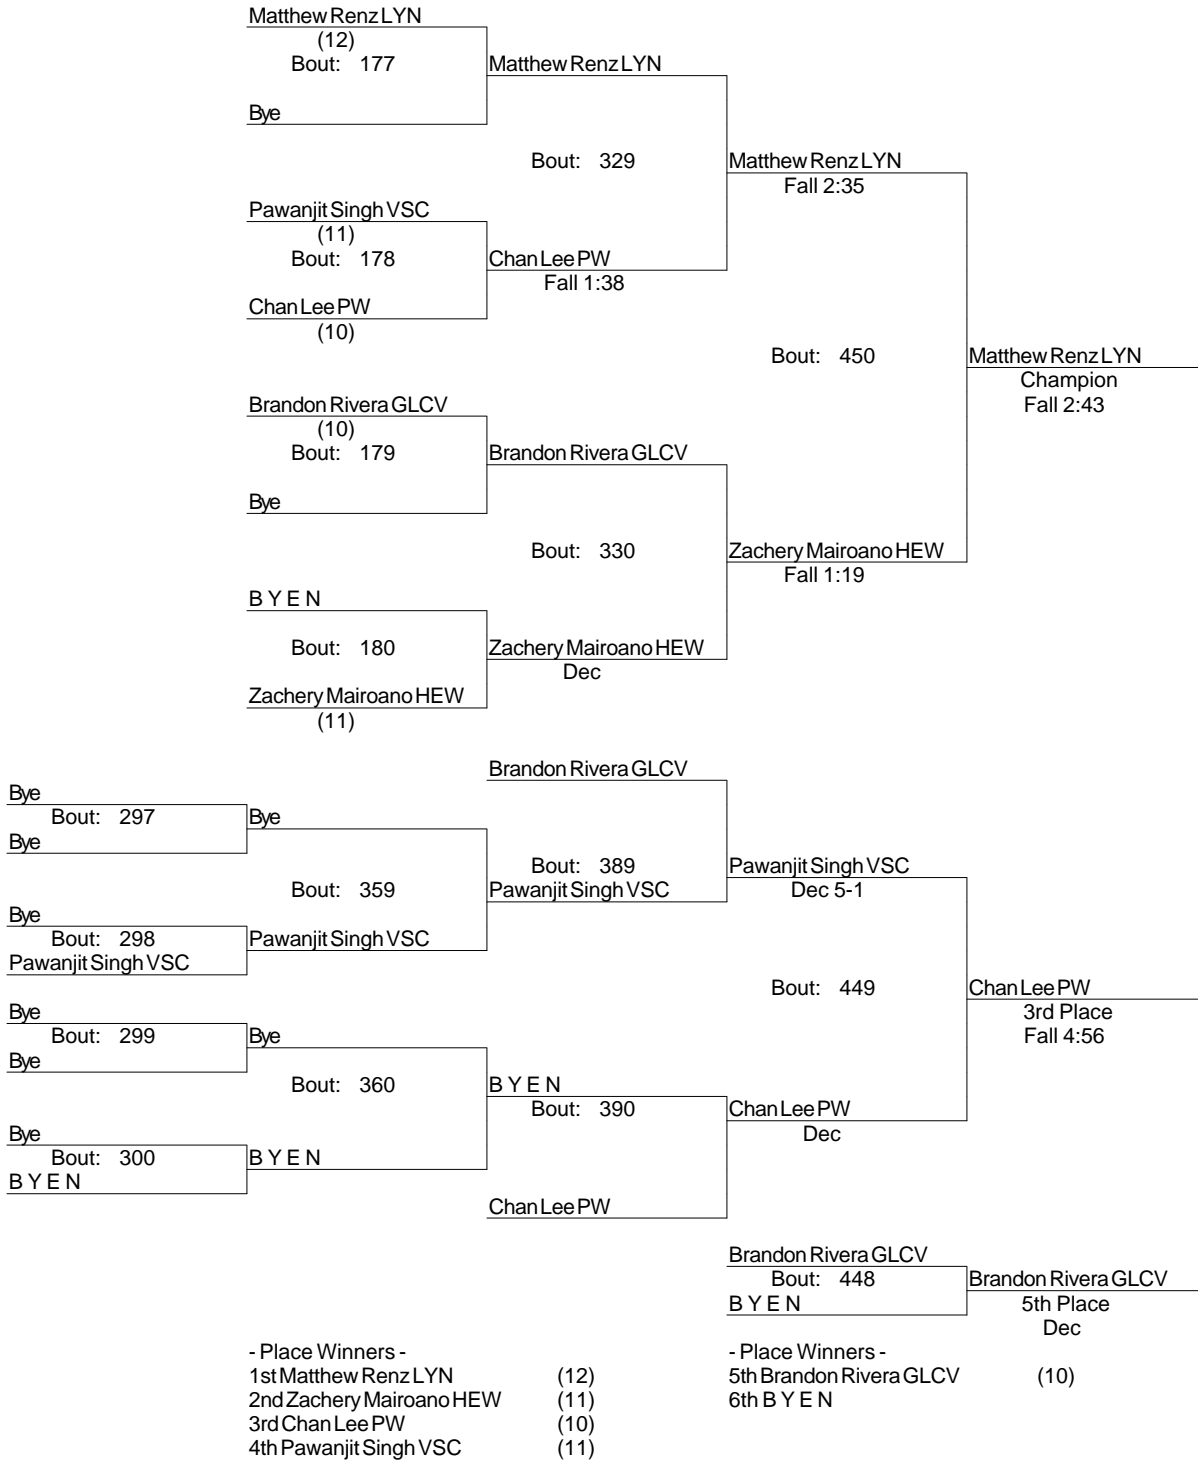 Matthew Renz LYN
(12)
Bout: 177
Matthew Renz LYN
Bye
Bout: 329
Matthew Renz LYN
Fall 2:35
Pawanjit Singh VSC
(11)
Bout: 178
Chan Lee PW
Fall 1:38
Chan Lee PW
(10)
Bout: 450
Matthew Renz LYN
Champion
Fall 2:43
Brandon Rivera GLCV
(10)
Bout: 179
Brandon Rivera GLCV
Bye
Bout: 330
Zachery Mairoano HEW
Fall 1:19
B Y E N
Bout: 180
Zachery Mairoano HEW
Dec
Zachery Mairoano HEW
(11)
Brandon Rivera GLCV
Bye
Bout: 297
Bye
Bye
Bout: 389
Pawanjit Singh VSC
Dec 5-1
Bout: 359
Pawanjit Singh VSC
Bye
Bout: 298
Pawanjit Singh VSC
Pawanjit Singh VSC
Bout: 449
Chan Lee PW
3rd Place
Fall 4:56
Bye
Bout: 299
Bye
Bye
Bout: 360
B Y E N
Bout: 390
Chan Lee PW
Dec
Bye
Bout: 300
B Y E N
B Y E N
Chan Lee PW
Brandon Rivera GLCV
Bout: 448
Brandon Rivera GLCV
B Y E N
5th Place
Dec
- Place Winners -
1st Matthew Renz LYN (12)
2nd Zachery Mairoano HEW (11)
3rd Chan Lee PW (10)
4th Pawanjit Singh VSC (11)
- Place Winners -
5th Brandon Rivera GLCV (10)
6th B Y E N